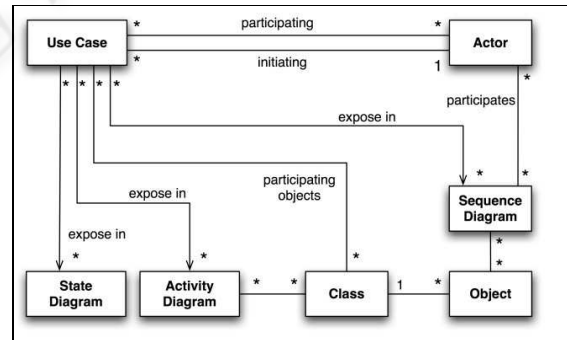 participating
*
*
Use Case
Actor
*
initiating
1
*
*
*
*
*
participates
expose in
participating
objects
*
*
expose in
Sequence
Diagram
*
expose in
*
*
*
*
State
Diagram
Activity
Diagram
*
*
Class
1
*
Object